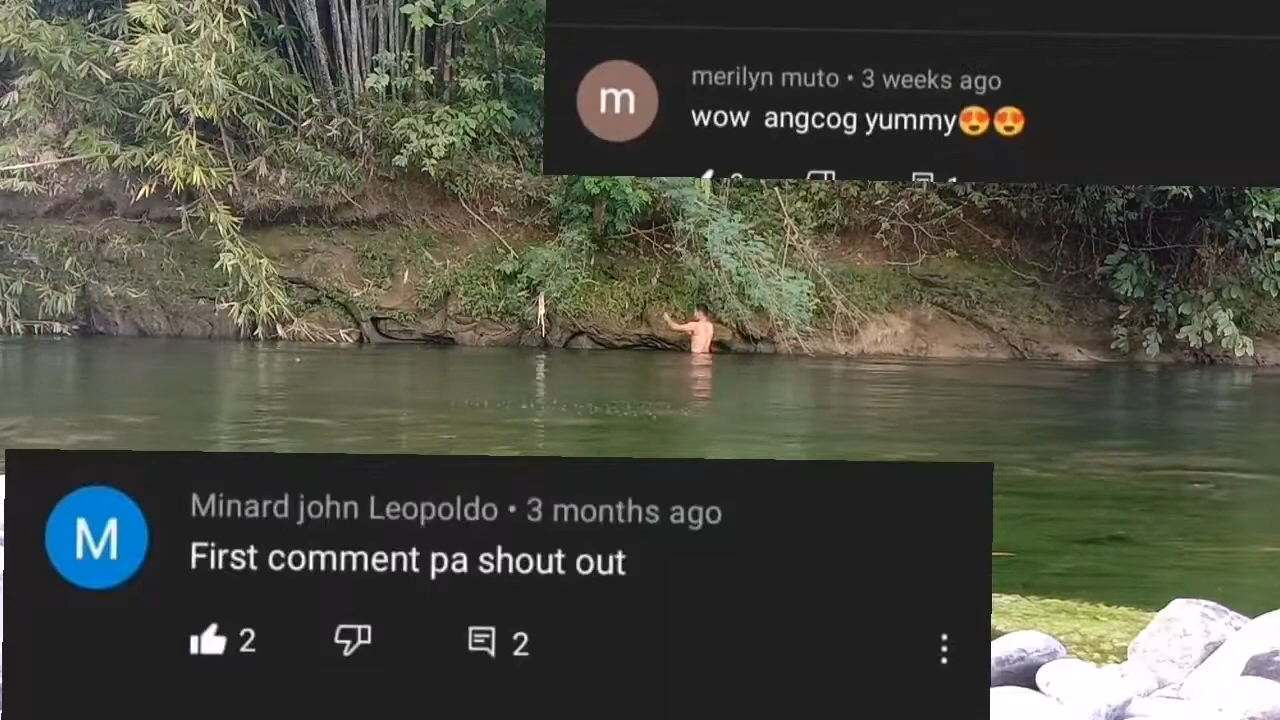 m
merilyn muto • 3 weeks ago
wow angcog yummy😍😍
M
Minard john Leopoldo • 3 months ago
First comment pa shout out
2
2